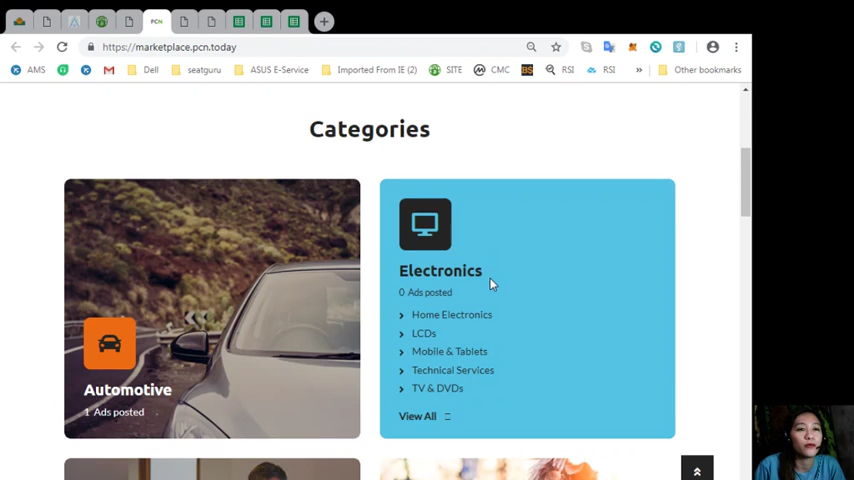 PCN
https://marketplace.pcn.today
AMS
Dell
seatguru
ASUS E-Service
Imported From IE (2)
SITE
CMC
BS
RSI
RSI
Other bookmarks
Categories
Electronics
0 Ads posted
Home Electronics
LCDs
Mobile & Tablets
Technical Services
TV & DVDs
View All
Automotive
1 Ads posted